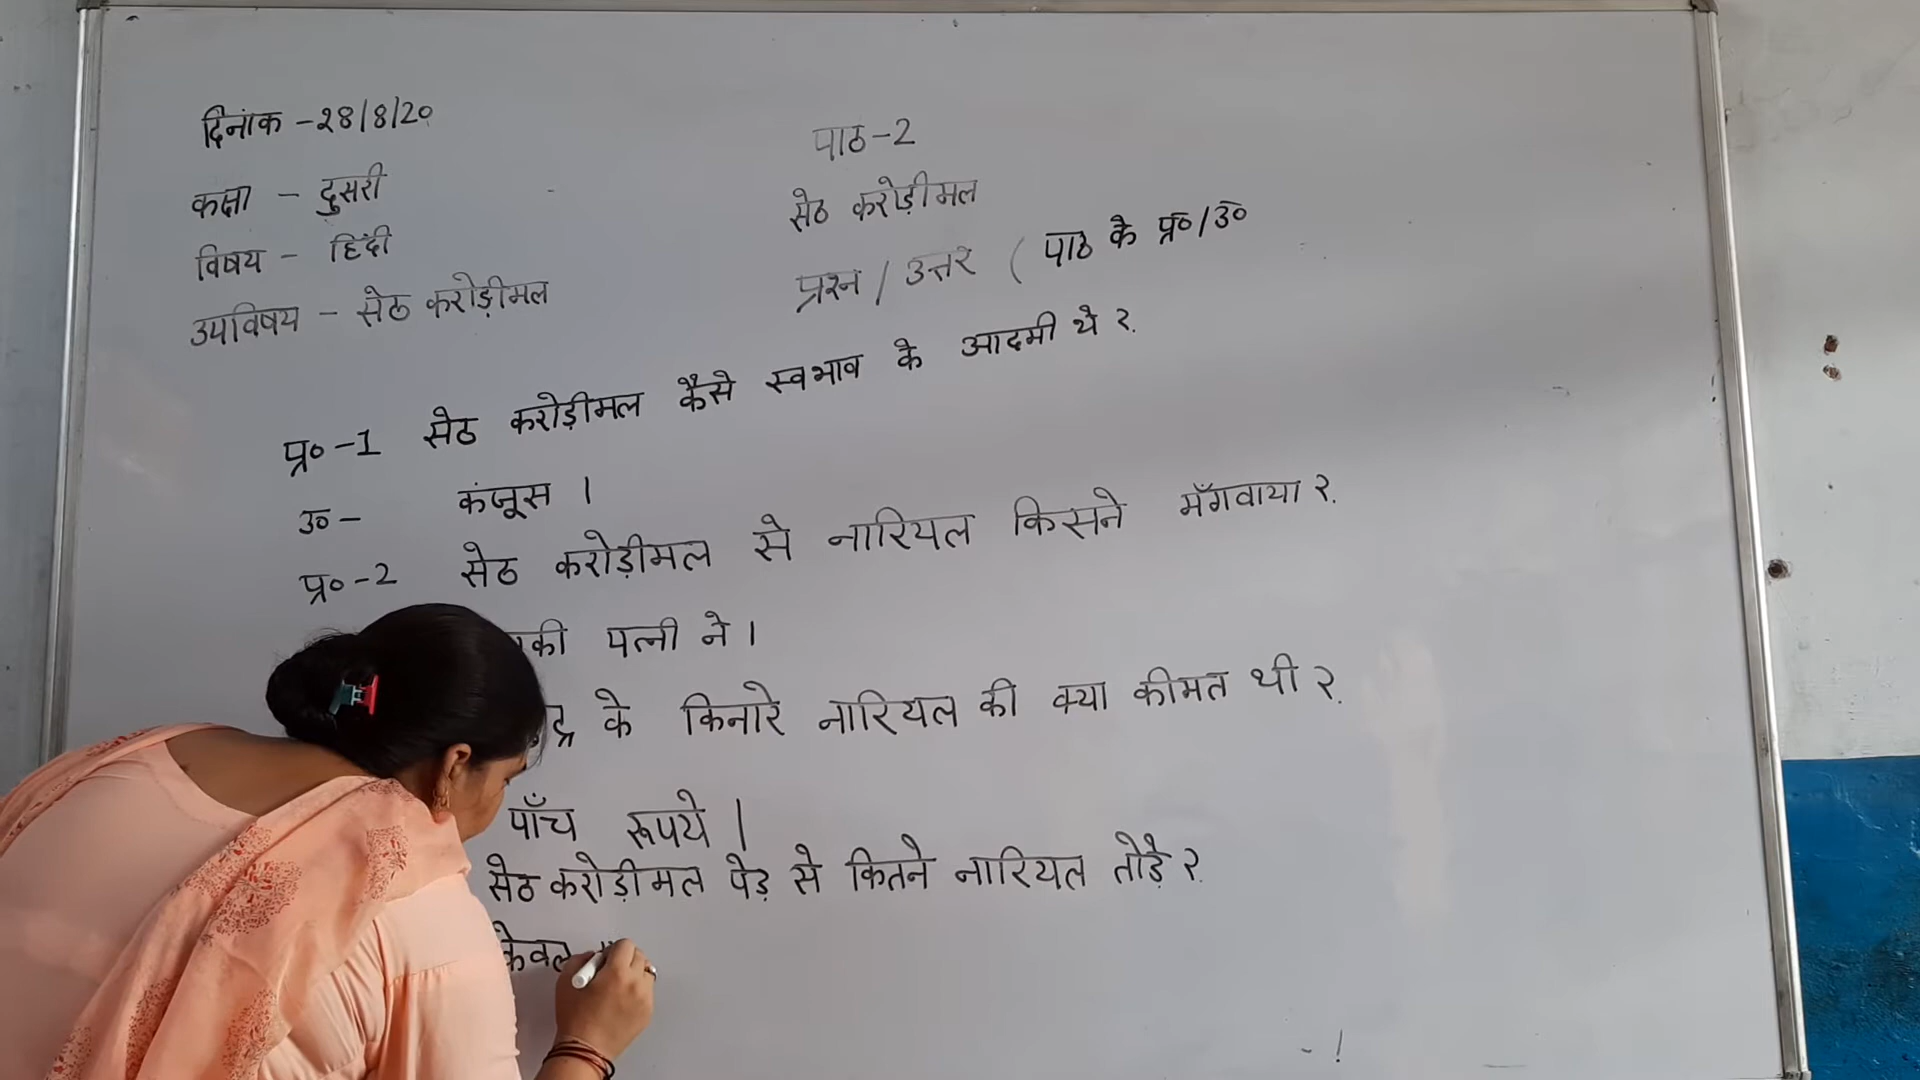 दिनांक - 28/8/20
कक्षा - दुसरी
विषय - हिंदी
उपविषय - सेठ करोड़ीमल
पाठ - 2
सेठ करोड़ीमल
प्रश्न / उत्तर ( पाठ के प्र०/उ०
प्र० - 1 सेठ करोड़ीमल कैसे स्वभाव के आदमी थे ?
उ० - कंजूस ।
प्र० - 2 सेठ करोड़ीमल से नारियल किसने मँगवाया ?
पत्नी ने ।
के किनारे नारियल की क्या कीमत थी ?
पाँच रूपये ।
सेठ करोड़ीमल पेड़ से कितने नारियल तोड़ै ?
केवल